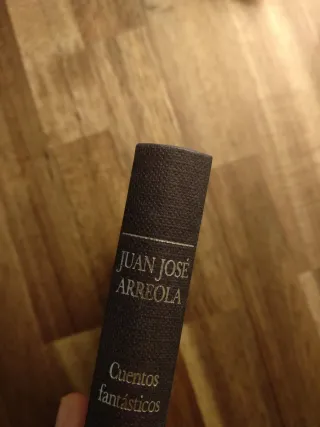 JUAN JOSÉ
ARREOLA
Cuentos
fantásticos